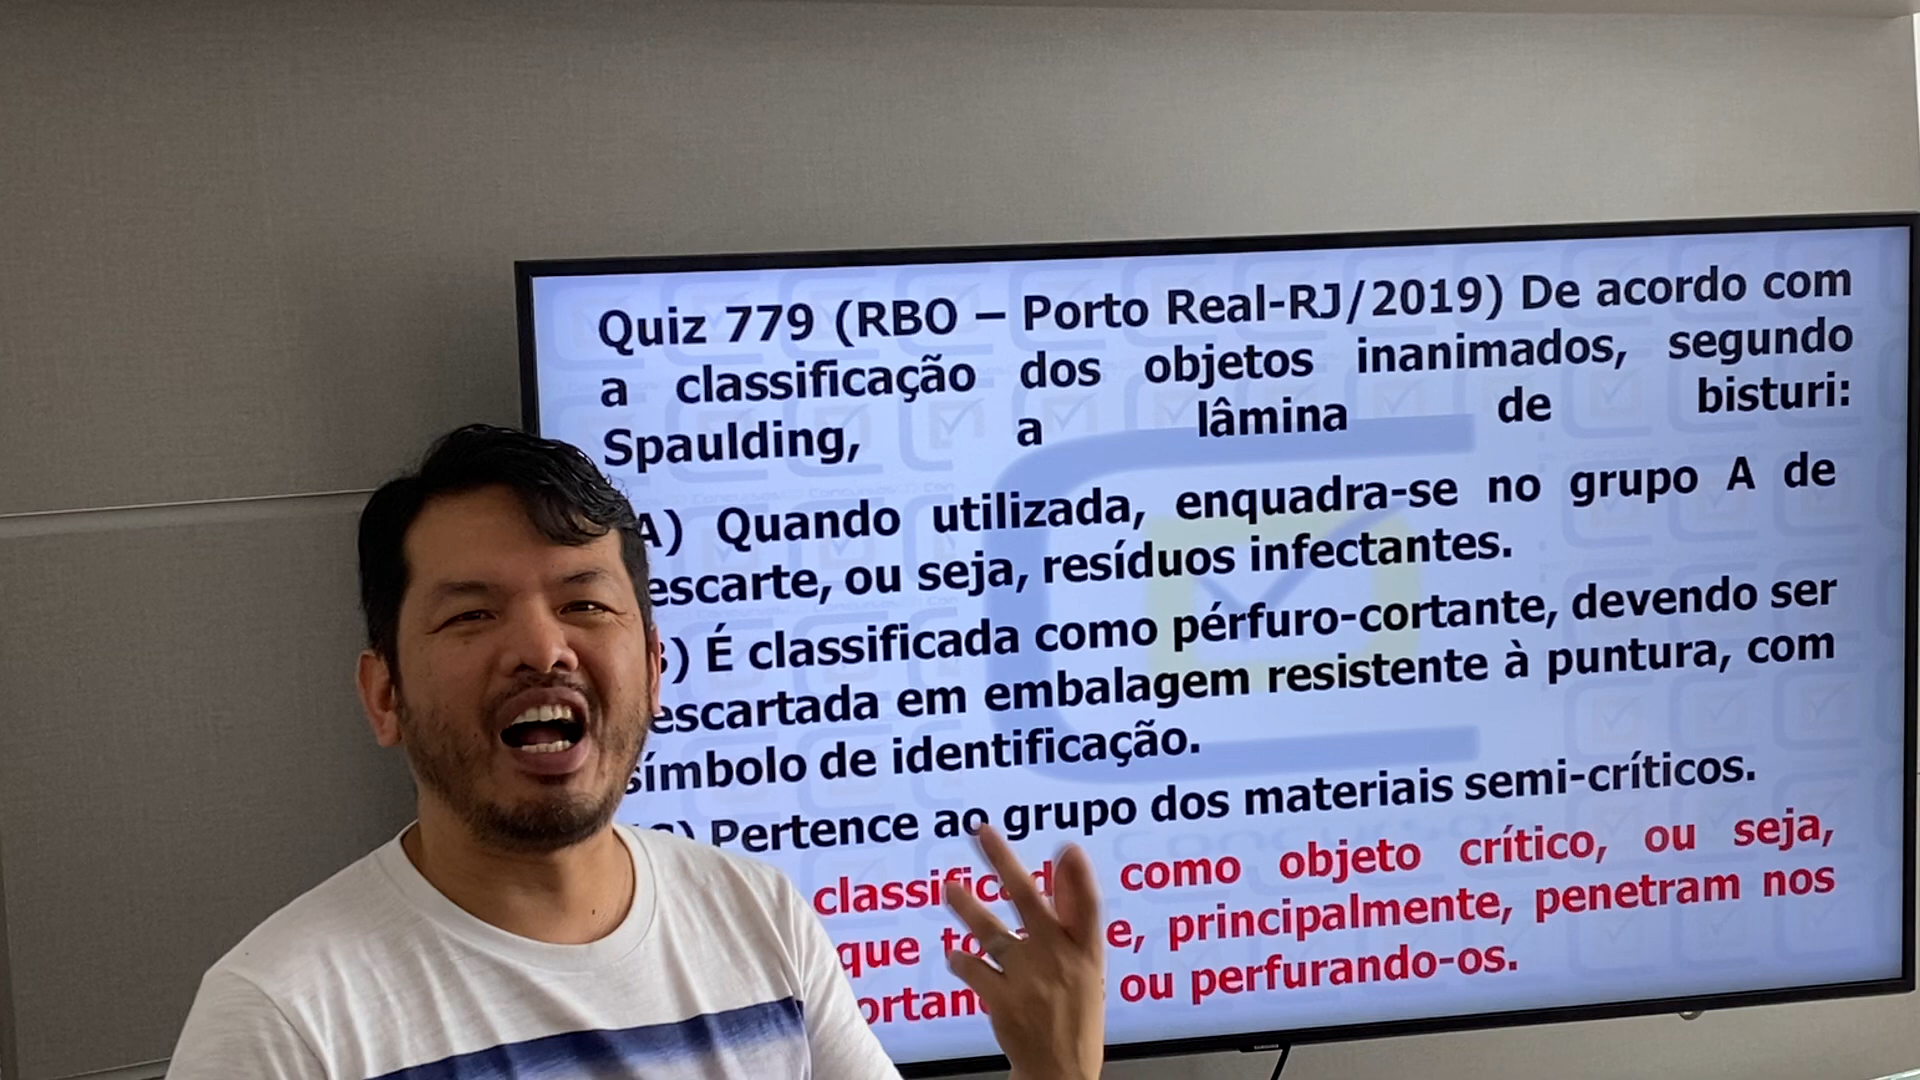 Quiz 779 (RBO – Porto Real-RJ/2019) De acordo com
a classificação dos objetos inanimados, segundo
Spaulding, a lâmina de bisturi:
A) Quando utilizada, enquadra-se no grupo A de
escarte, ou seja, resíduos infectantes.
) É classificada como pérfuro-cortante, devendo ser
escartada em embalagem resistente à puntura, com
símbolo de identificação.
) Pertence ao grupo dos materiais semi-críticos.
classificad como objeto crítico, ou seja,
que to e, principalmente, penetram nos
ortan ou perfurando-os.
SAMSUNG